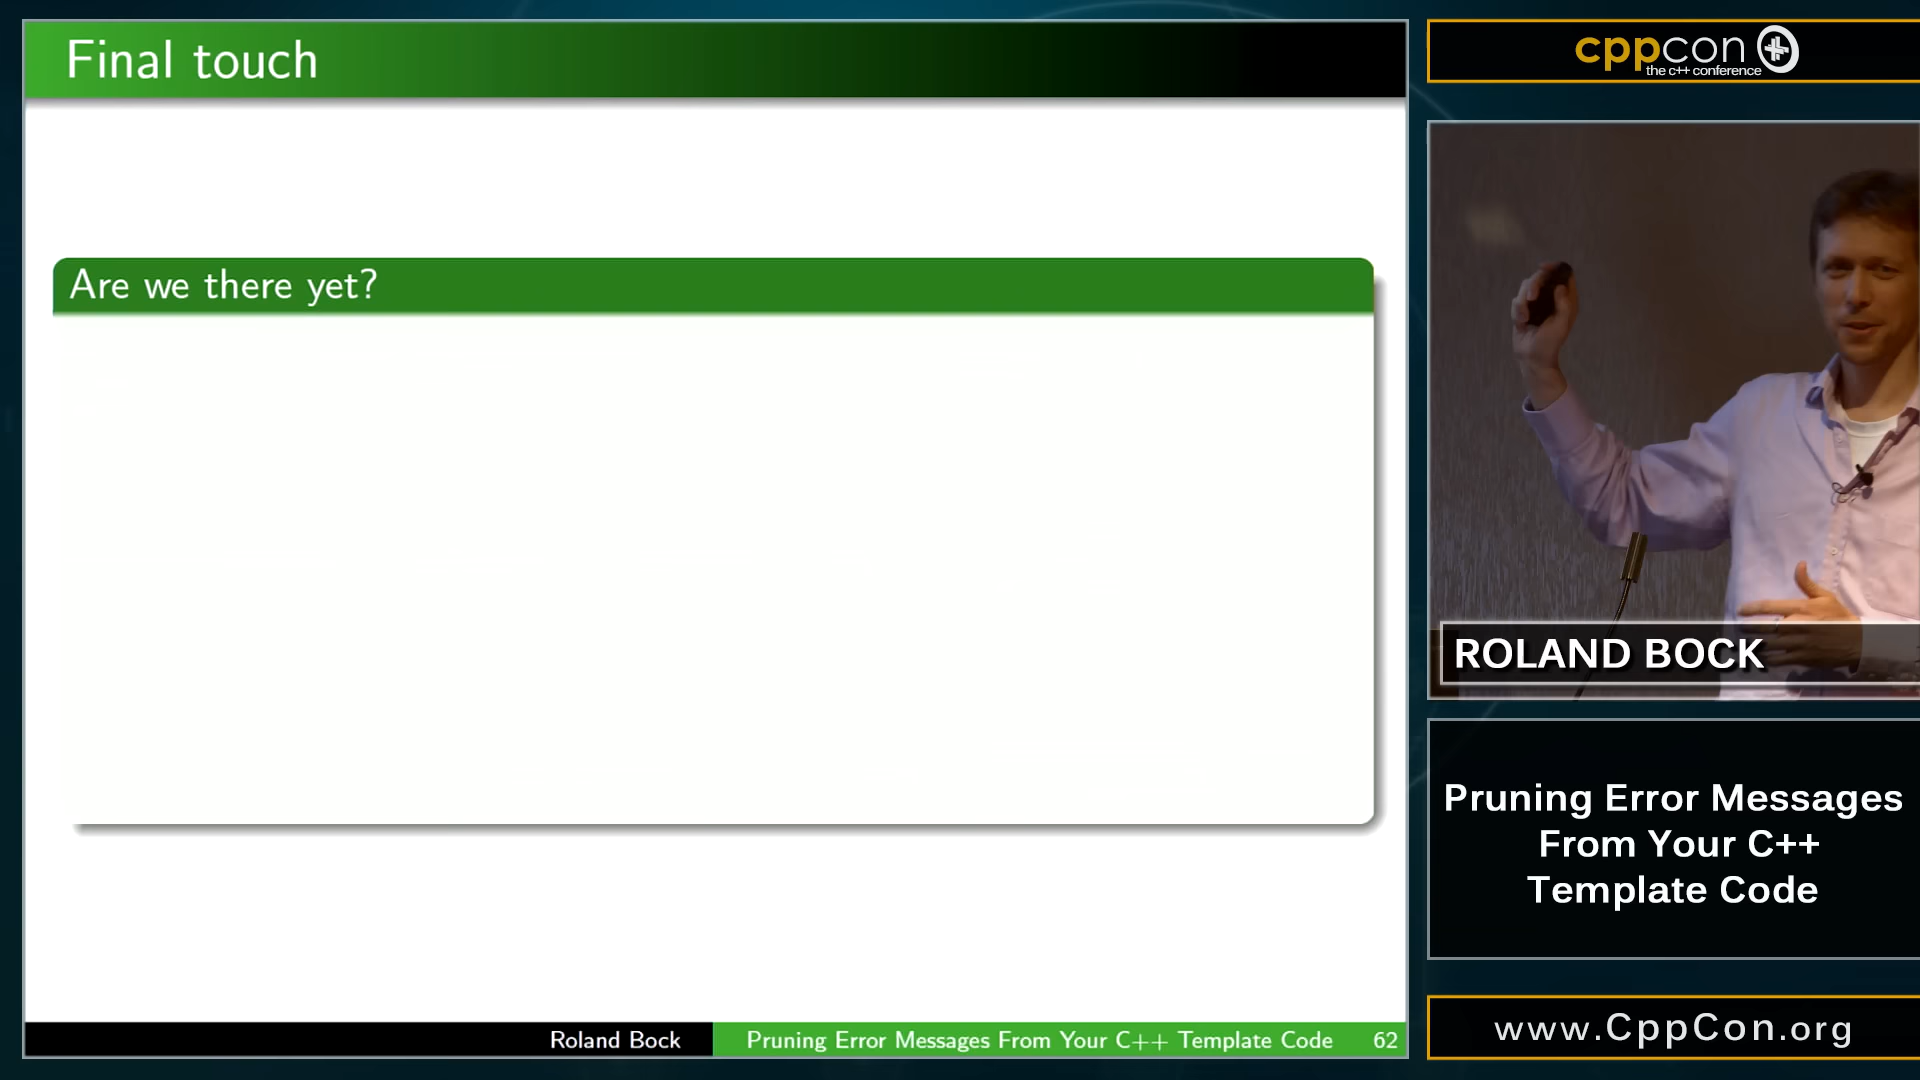 Final touch
Are we there yet?
Roland Bock
Pruning Error Messages From Your C++ Template Code
62
cppcon
the c++ conference
ROLAND BOCK
Pruning Error Messages
From Your C++
Template Code
www.CppCon.org